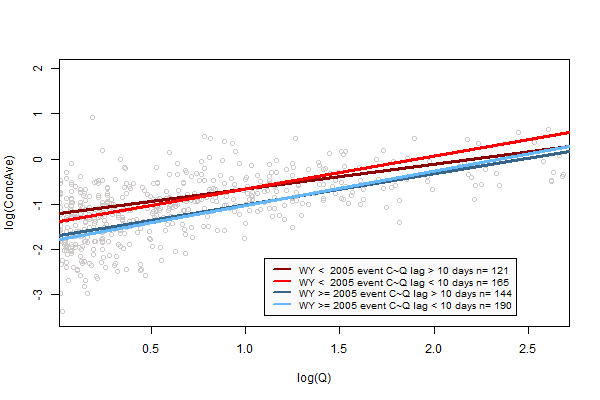 2
1
0
-1
-2
-3
log(ConcAve)
WY < 2005 event C~Q lag > 10 days n= 121
WY < 2005 event C~Q lag < 10 days n= 165
WY >= 2005 event C~Q lag > 10 days n= 144
WY >= 2005 event C~Q lag < 10 days n= 190
0.5 1.0 1.5 2.0 2.5
log(Q)